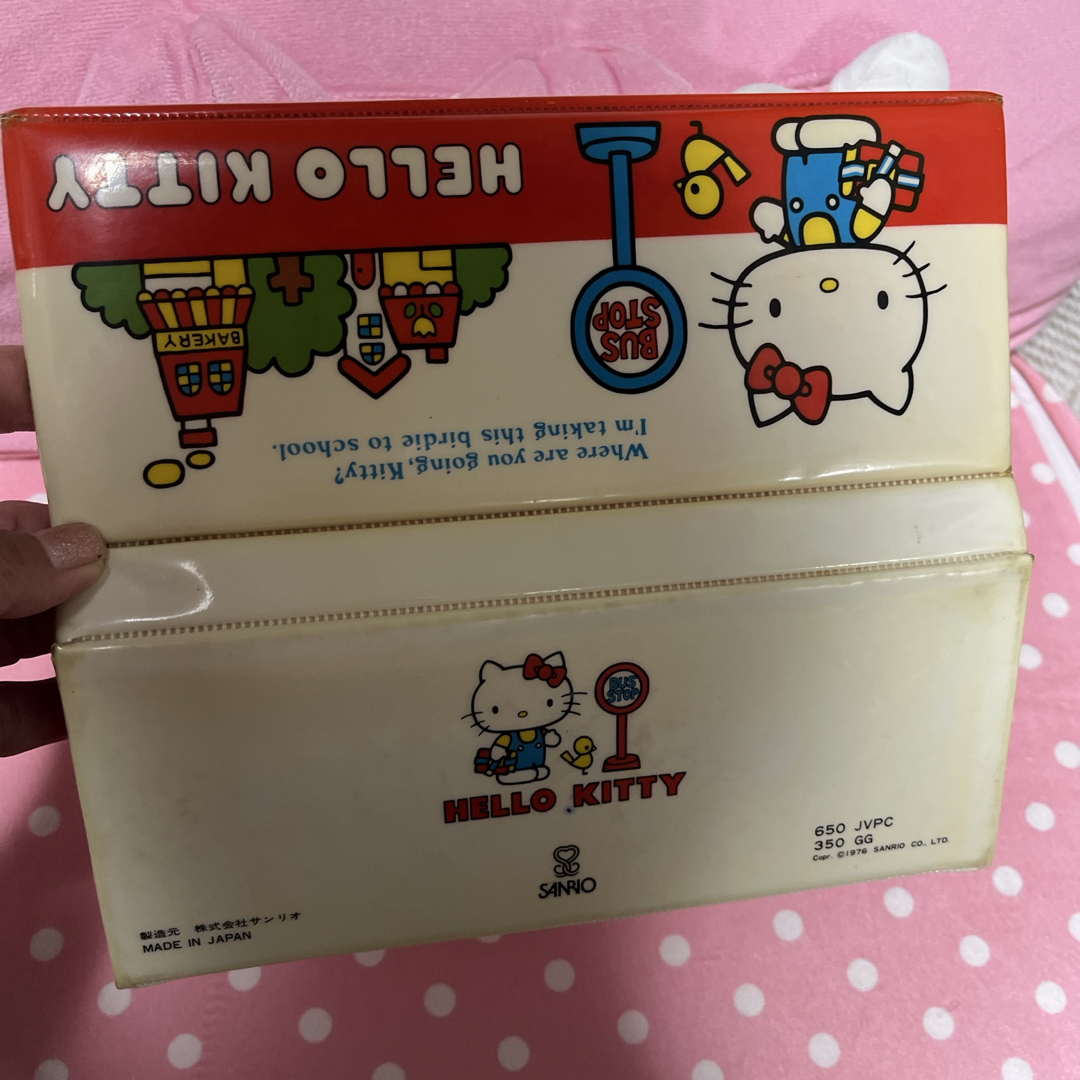 HELLO KITTY
BUS
STOP
BAKERY
Where are you going, Kitty?
I'm taking this birdie to school.
BUS
STOP
HELLO KITTY
SANRIO
650 JVPC
350 GG
Copr. ©1976 SANRIO CO., LTD.
製造元 株式会社サンリオ
MADE IN JAPAN